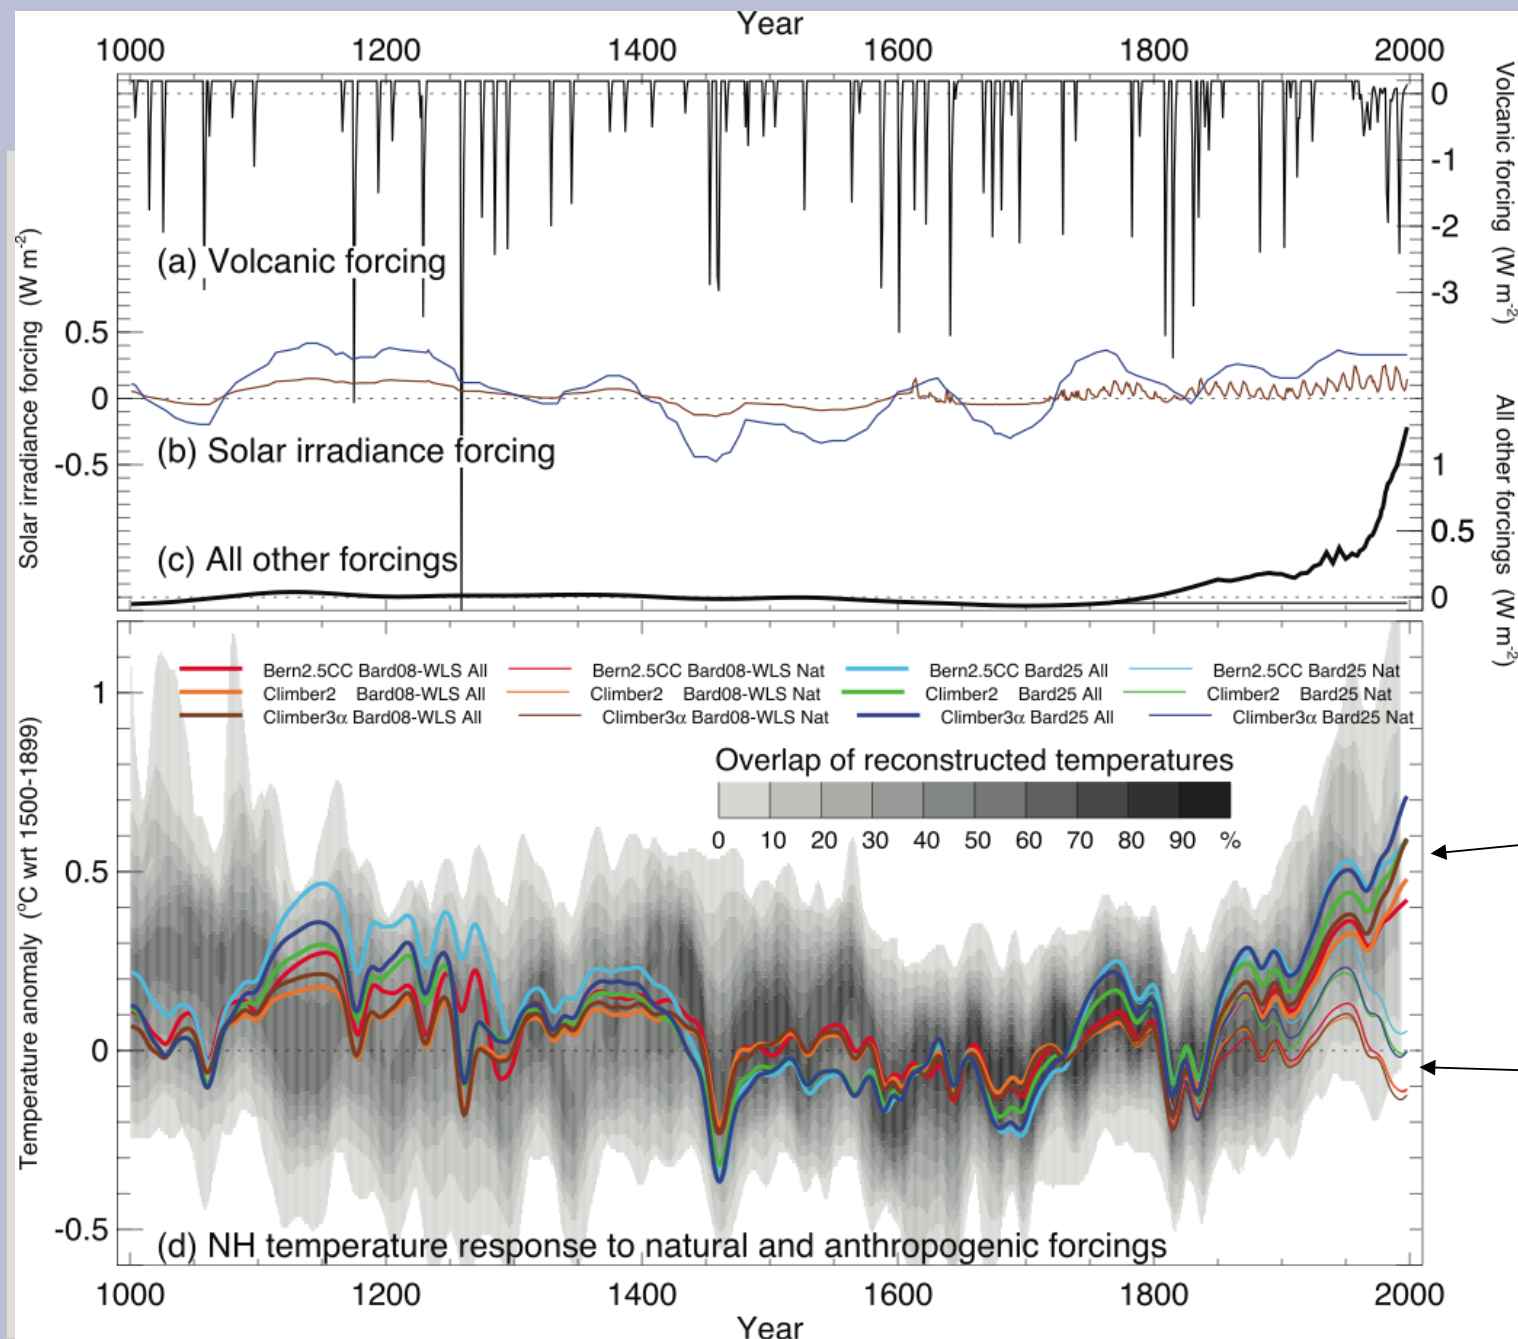 Year
1000 1200 1400 1600 1800 2000
0
-1
-2
-3
Volcanic forcing (W m-2)
(a) Volcanic forcing
Solar irradiance forcing (W m-2)
0.5
0
-0.5
(b) Solar irradiance forcing
1
0.5
0
All other forcings (W m-2)
(c) All other forcings
Bern2.5CC Bard08-WLS All Bern2.5CC Bard08-WLS Nat Bern2.5CC Bard25 All Bern2.5CC Bard25 Nat
Climber2 Bard08-WLS All Climber2 Bard08-WLS Nat Climber2 Bard25 All Climber2 Bard25 Nat
Climber3α Bard08-WLS All Climber3α Bard08-WLS Nat Climber3α Bard25 All Climber3α Bard25 Nat
Overlap of reconstructed temperatures
0 10 20 30 40 50 60 70 80 90 %
Temperature anomaly (°C wrt 1500-1899)
1
0.5
0
-0.5
(d) NH temperature response to natural and anthropogenic forcings
1000 1200 1400 1600 1800 2000
Year